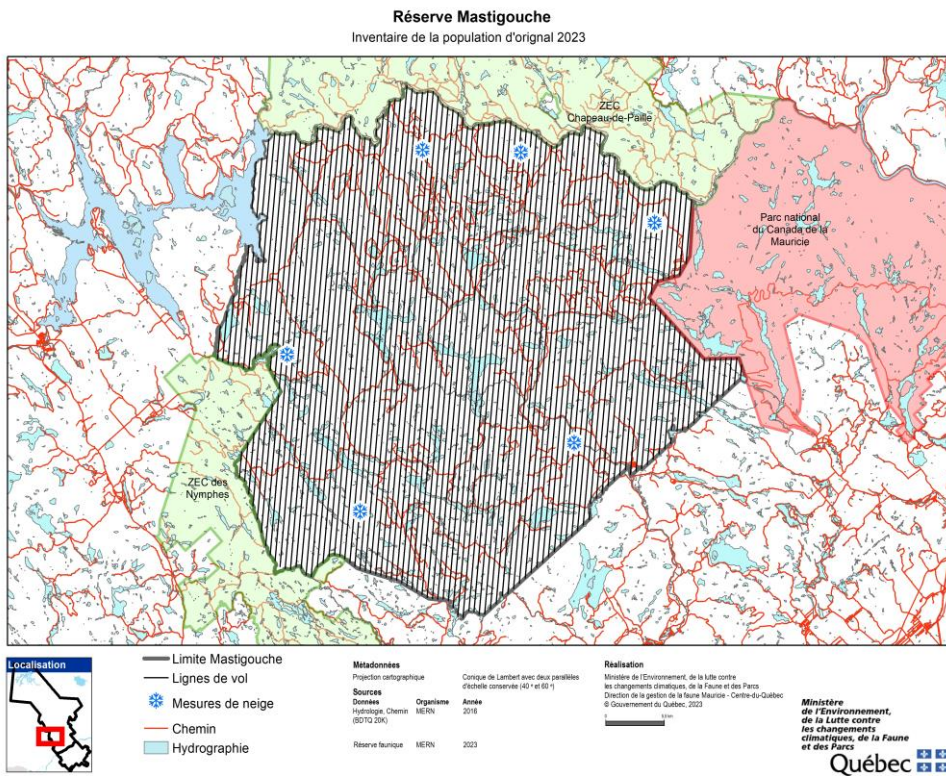 Réserve Mastigouche
Inventaire de la population d'orignal 2023
ZEC
Chapeau-de-Paille
Parc national
du Canada de la
Mauricie
ZEC des
Nymphes
Localisation
Limite Mastigouche
Lignes de vol
Mesures de neige
Chemin
Hydrographie
Métadonnées
Projection cartographique Conique de Lambert avec deux parallèles
d'échelle conservée (40 e et 60 e)
Sources
Données Organisme Année
Hydrologie, Chemin MERN 2016
(BDTQ 20K)
Réserve faunique MERN 2023
Réalisation
Ministère de l'Environnement, de la lutte contre
les changements climatiques, de la Faune et des Parcs
Direction de la gestion de la faune Mauricie - Centre-du-Québec
© Gouvernement du Québec, 2023
Ministère
de l'Environnement,
de la Lutte contre
les changements
climatiques, de la Faune
et des Parcs
Québec